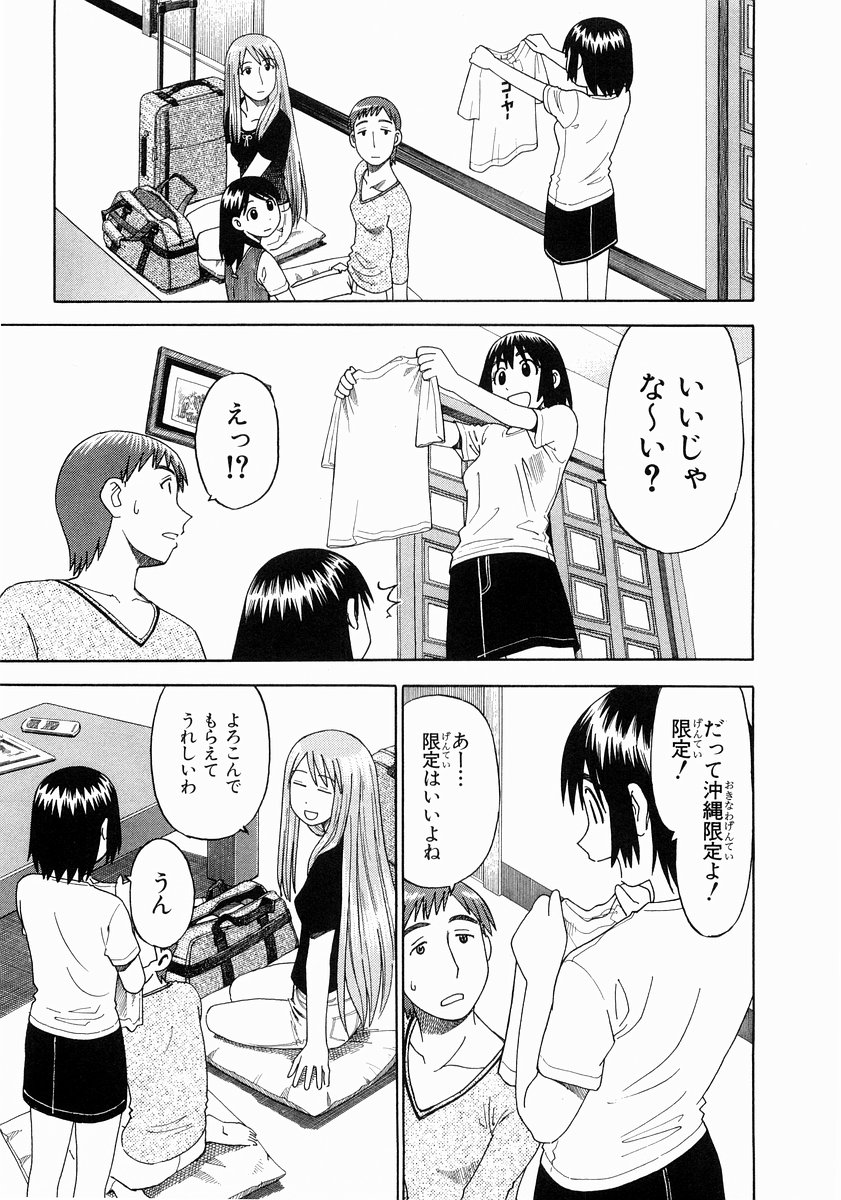 ゴーヤー
いいじゃ
な〜い?
えっ!?
だって沖縄限定よ!
おきなわげんてい
限定!
げんてい
あー…
限定はいいよね
げんてい
よろこんで
もらえて
うれしいわ
うん